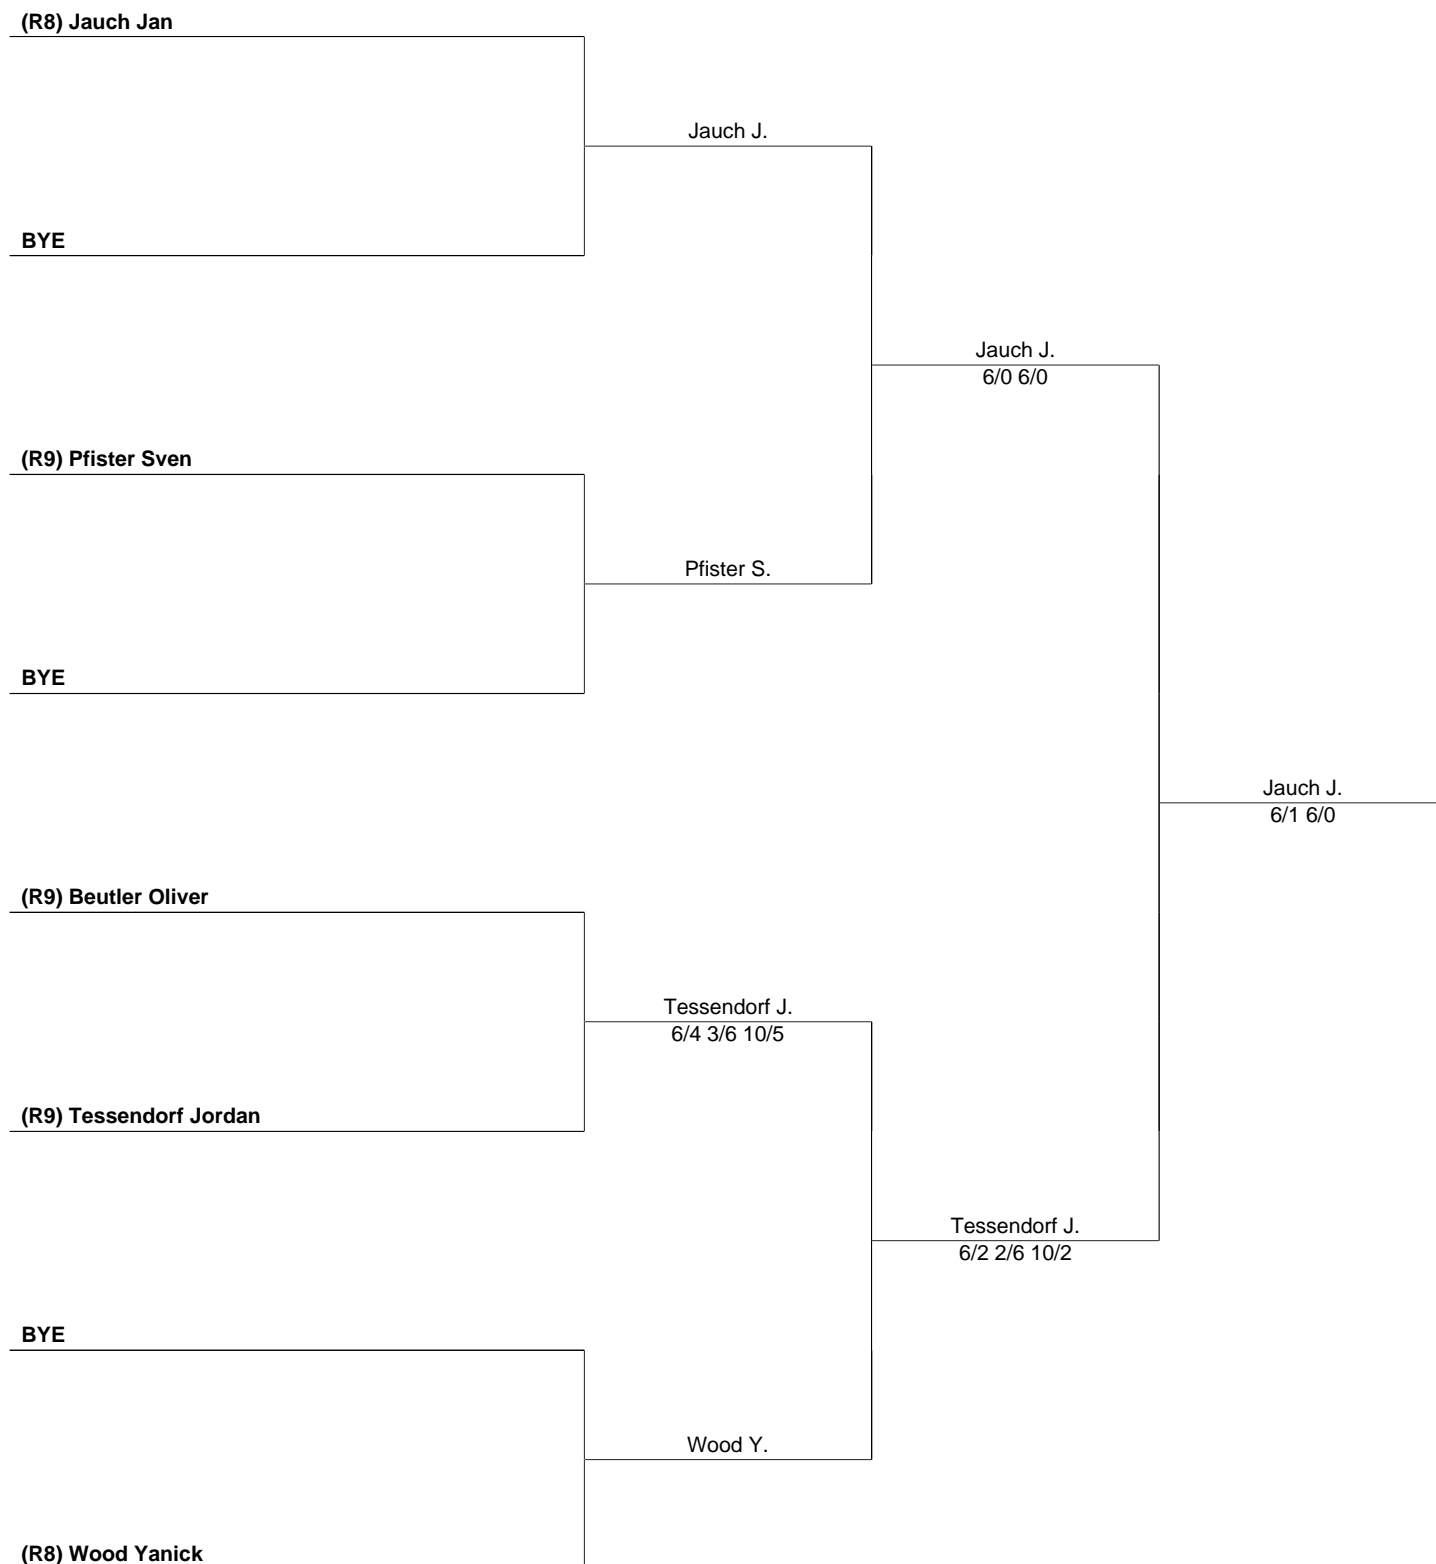 (R8) Jauch Jan
Jauch J.
BYE
Jauch J.
6/0 6/0
(R9) Pfister Sven
Pfister S.
BYE
Jauch J.
6/1 6/0
(R9) Beutler Oliver
Tessendorf J.
6/4 3/6 10/5
(R9) Tessendorf Jordan
Tessendorf J.
6/2 2/6 10/2
BYE
Wood Y.
(R8) Wood Yanick